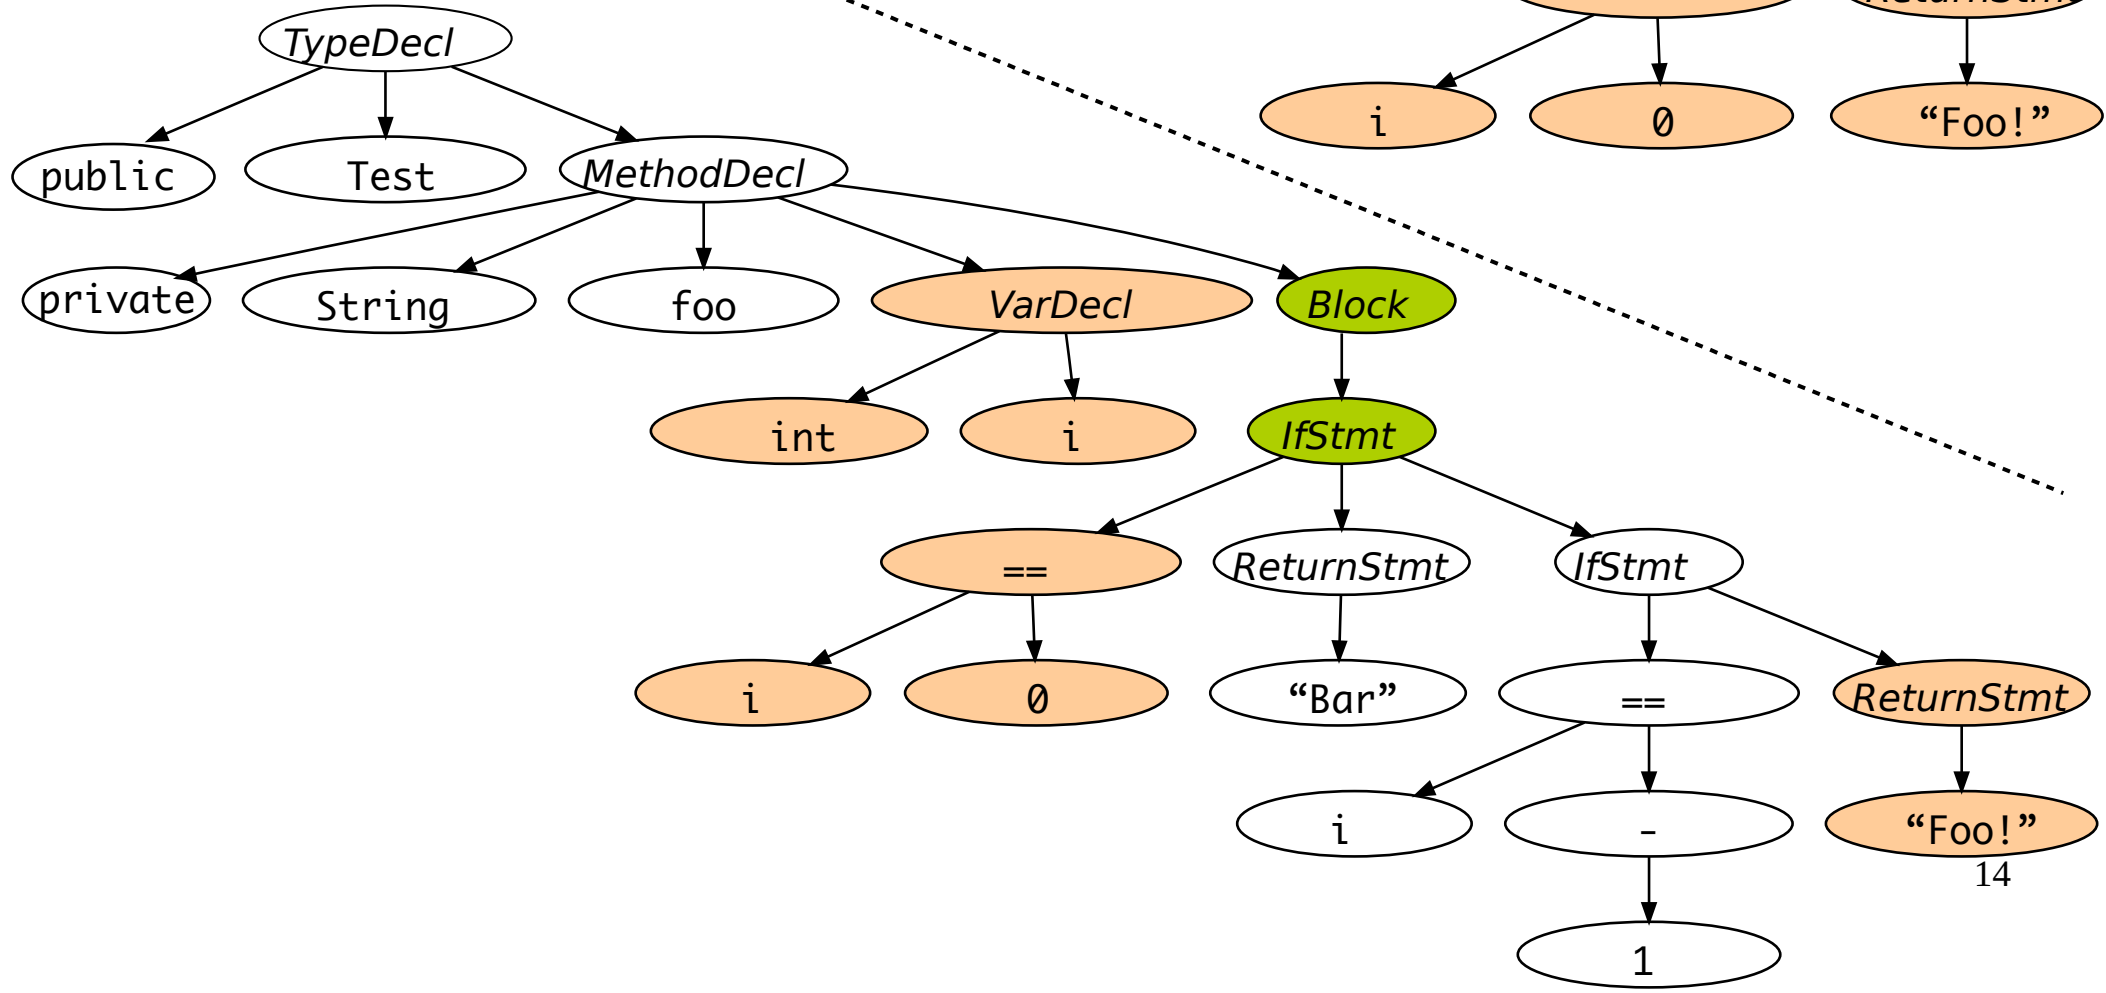 ReturnStmt
i
0
“Foo!”
TypeDecl
public
Test
MethodDecl
private
String
foo
VarDecl
Block
int
i
IfStmt
==
ReturnStmt
IfStmt
i
0
“Bar”
==
ReturnStmt
i
-
“Foo!”
14
1